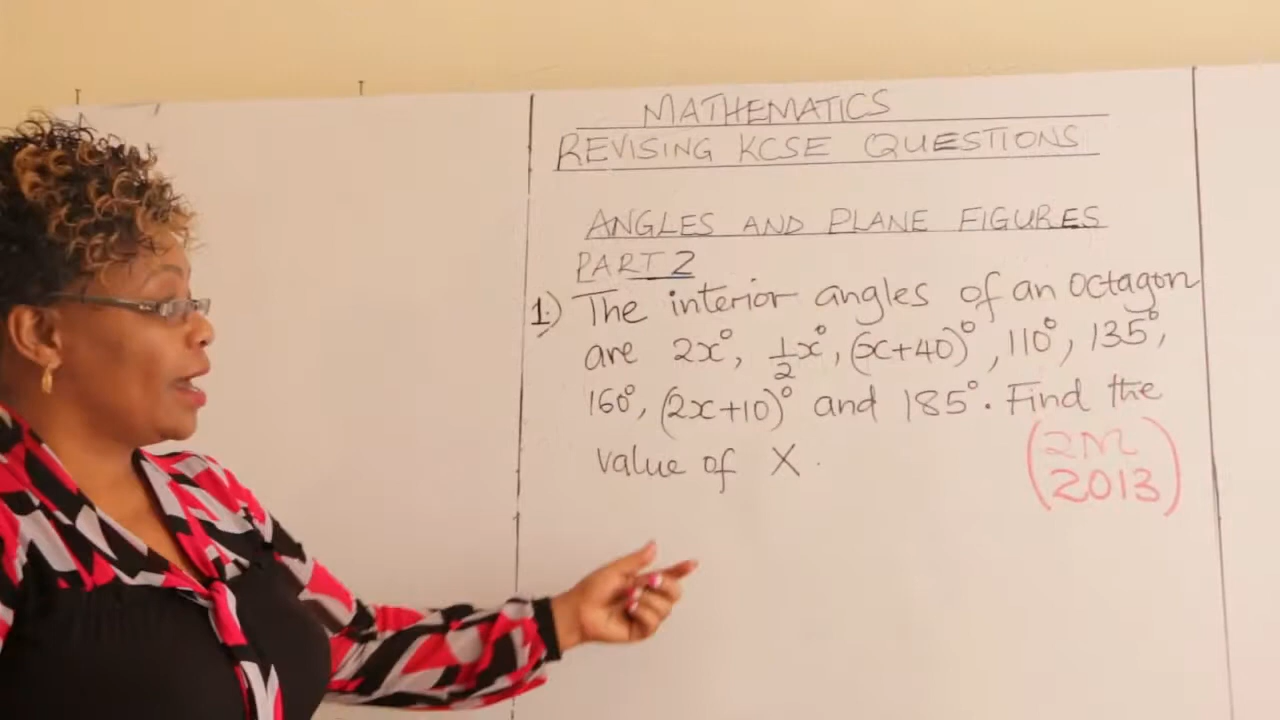 MATHEMATICS
REVISING KCSE QUESTIONS
ANGLES AND PLANE FIGURES
PART 2
1.) The interior angles of an octagon
are 2x°, 1/2x°, (x+40)°, 110°, 135°,
160°, (2x+10)° and 185°. Find the
value of X.
(2M
2013)